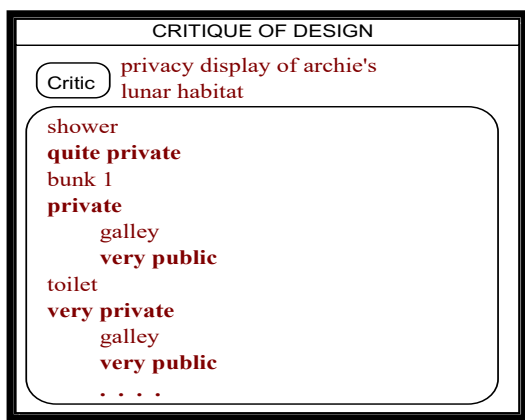 CRITIQUE OF DESIGN
Critic
privacy display of archie's
lunar habitat
shower
quite private
bunk 1
private
galley
very public
toilet
very private
galley
very public
. . . .